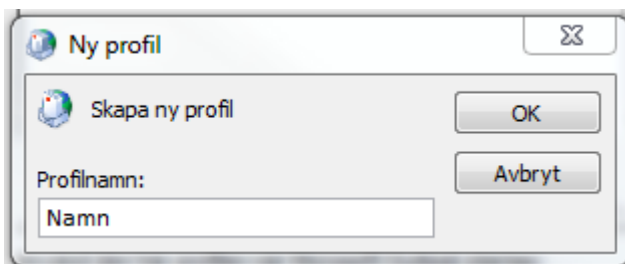 Ny profil
Skapa ny profil
OK
Avbryt
Profilnamn:
Namn